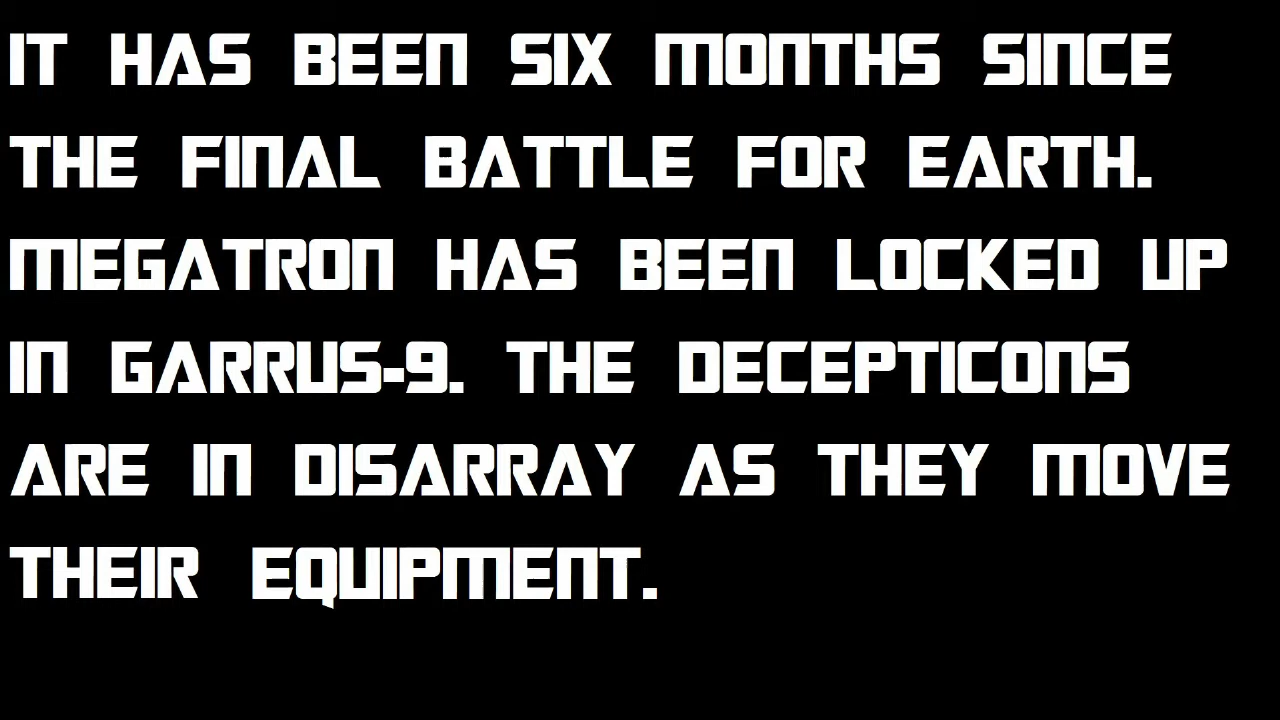 IT HAS BEEN SIX MONTHS SINCE
THE FINAL BATTLE FOR EARTH.
MEGATRON HAS BEEN LOCKED UP
IN GARRUS-9. THE DECEPTICONS
ARE IN DISARRAY AS THEY MOVE
THEIR EQUIPMENT.